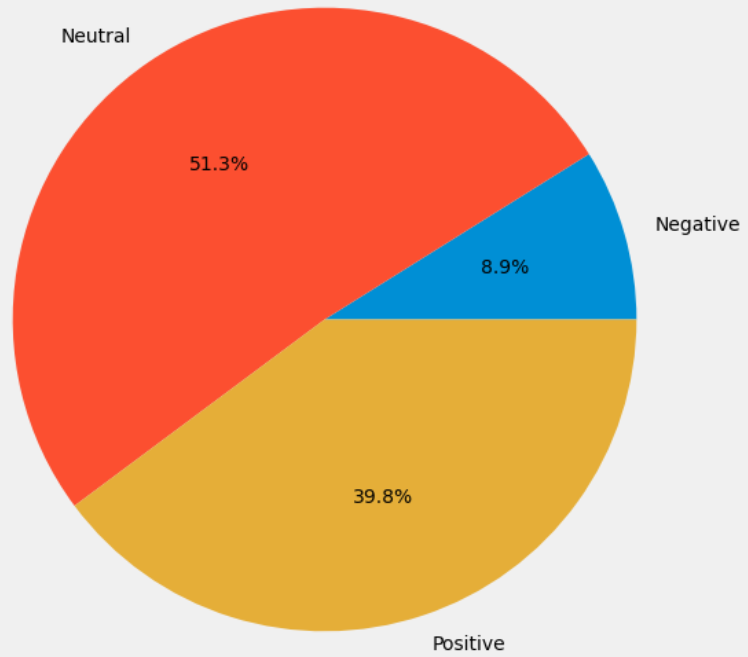 Neutral
51.3%
Negative
8.9%
39.8%
Positive